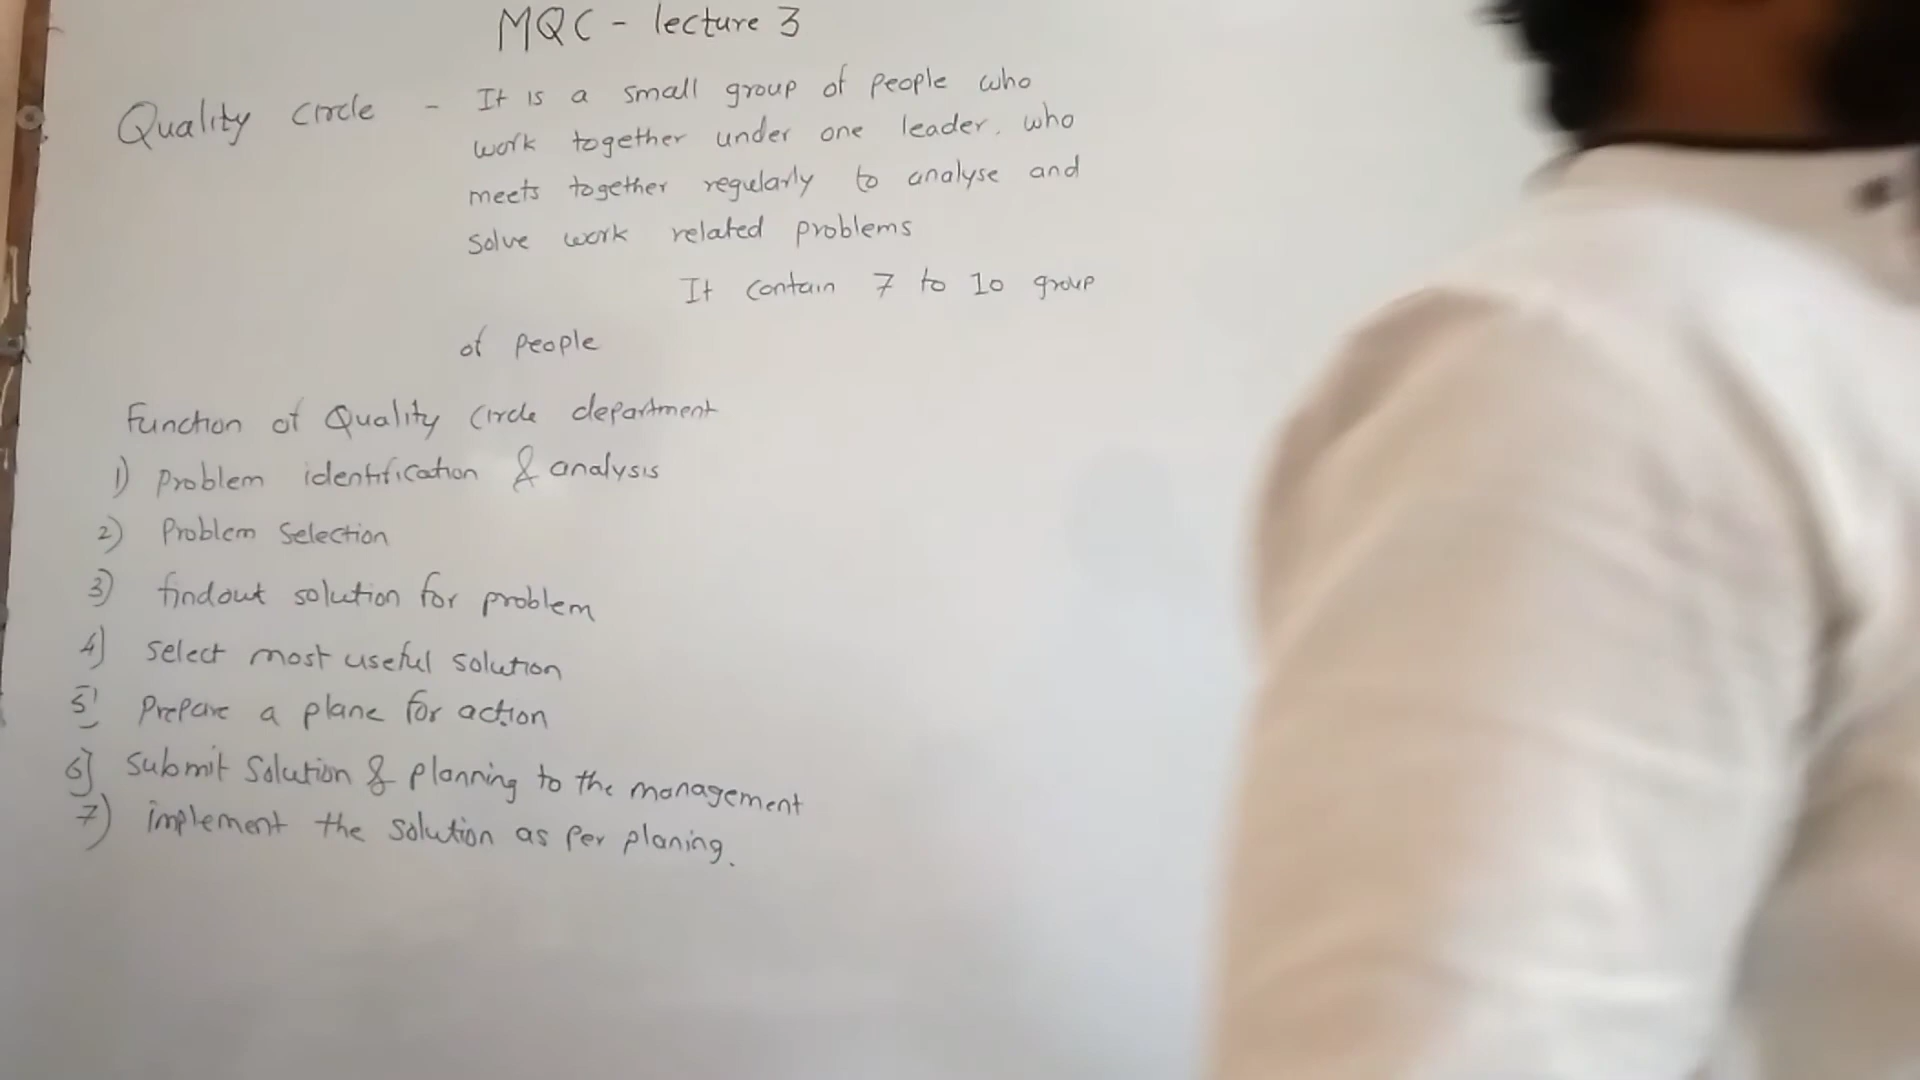 MQC - lecture 3
Quality circle - It is a small group of people who
work together under one leader, who
meets together regularly to analyse and
solve work related problems
It contain 7 to 10 group
of people
Function of Quality circle department
1) Problem identification & analysis
2) Problem Selection
3) findout solution for problem
4) select most useful solution
5) Prepare a plane for action
6) submit Solution & planning to the management
7) implement the solution as per planing.